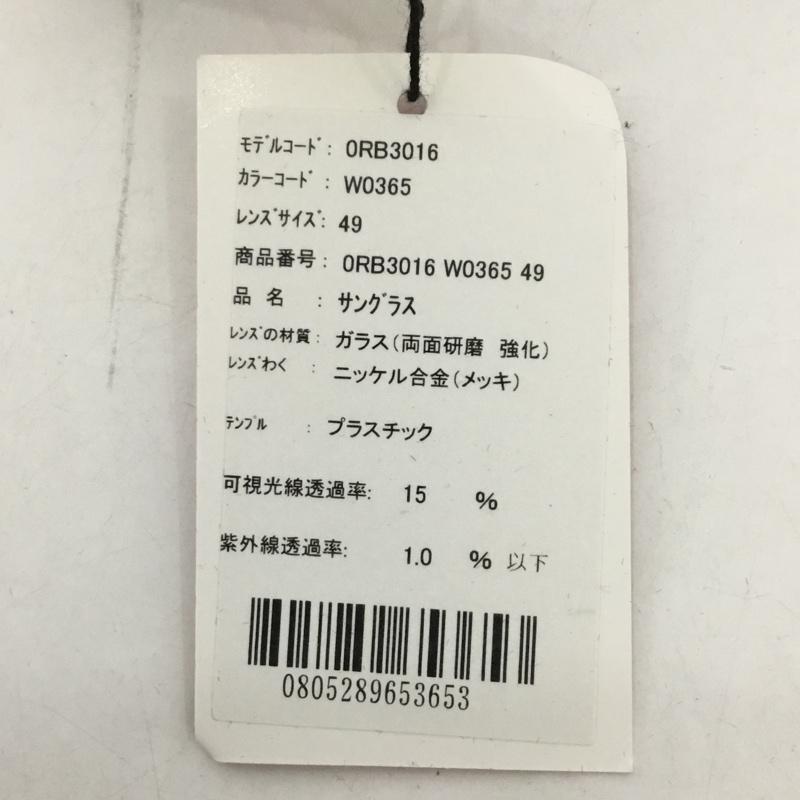 ﾓﾃﾞﾙｺｰﾄﾞ: 0RB3016
ｶﾗｰｺｰﾄﾞ: W0365
ﾚﾝｽﾞｻｲｽﾞ: 49
商品番号: 0RB3016 W0365 49
品 名 : サングラス
ﾚﾝｽﾞの材質: ガラス(両面研磨 強化)
ﾚﾝｽﾞわく : ニッケル合金(メッキ)
ﾃﾝﾌﾟﾙ : プラスチック
可視光線透過率: 15 %
紫外線透過率: 1.0 % 以下
0805289653653